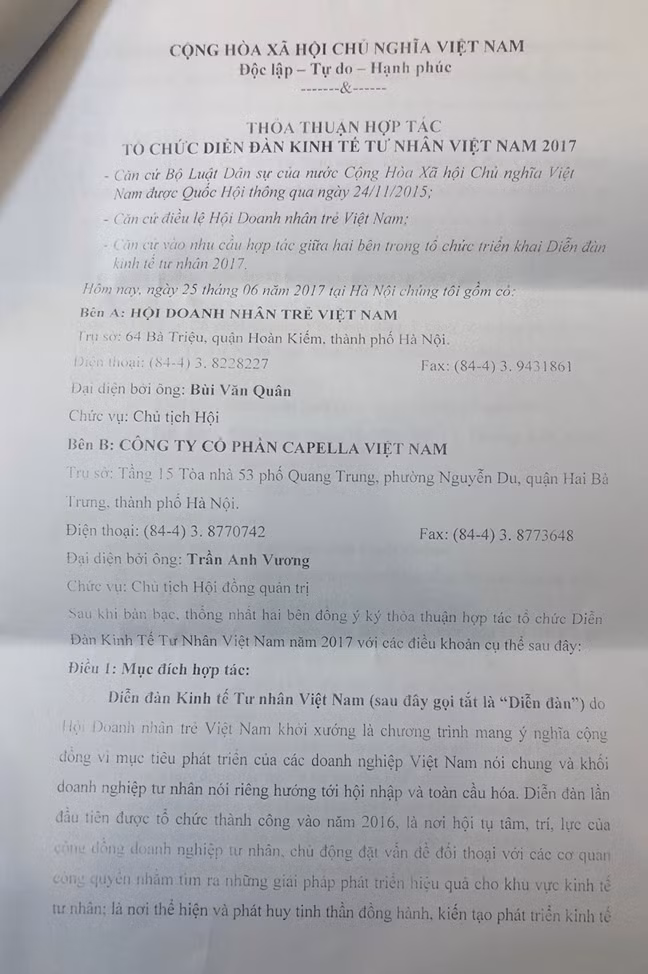 CỘNG HÒA XÃ HỘI CHỦ NGHĨA VIỆT NAM
Độc lập – Tự do – Hạnh phúc
-------&------
THỎA THUẬN HỢP TÁC
TỔ CHỨC DIỄN ĐÀN KINH TẾ TƯ NHÂN VIỆT NAM 2017
- Căn cứ Bộ Luật Dân sự của nước Cộng Hòa Xã hội Chủ nghĩa Việt
Nam được Quốc Hội thông qua ngày 24/11/2015;
- Căn cứ điều lệ Hội Doanh nhân trẻ Việt Nam;
- Căn cứ vào nhu cầu hợp tác giữa hai bên trong tổ chức triển khai Diễn đàn
kinh tế tư nhân 2017.
Hôm nay, ngày 25 tháng 06 năm 2017 tại Hà Nội chúng tôi gồm có:
Bên A: HỘI DOANH NHÂN TRẺ VIỆT NAM
Trụ sở: 64 Bà Triệu, quận Hoàn Kiếm, thành phố Hà Nội.
Điện thoại: (84-4) 3. 8228227 Fax: (84-4) 3. 9431861
Đại diện bởi ông: Bùi Văn Quân
Chức vụ: Chủ tịch Hội
Bên B: CÔNG TY CỔ PHẦN CAPELLA VIỆT NAM
Trụ sở: Tầng 15 Tòa nhà 53 phố Quang Trung, phường Nguyễn Du, quận Hai Bà
Trưng, thành phố Hà Nội.
Điện thoại: (84-4) 3. 8770742 Fax: (84-4) 3. 8773648
Đại diện bởi ông: Trần Anh Vương
Chức vụ: Chủ tịch Hội đồng quản trị
Sau khi bàn bạc, thống nhất hai bên đồng ý ký thỏa thuận hợp tác tổ chức Diễn
Đàn Kinh Tế Tư Nhân Việt Nam năm 2017 với các điều khoản cụ thể sau đây:
Điều 1: Mục đích hợp tác:
Diễn đàn Kinh tế Tư nhân Việt Nam (sau đây gọi tắt là “Diễn đàn”) do
Hội Doanh nhân trẻ Việt Nam khởi xướng là chương trình mang ý nghĩa cộng
đồng vì mục tiêu phát triển của các doanh nghiệp Việt Nam nói chung và khối
doanh nghiệp tư nhân nói riêng hướng tới hội nhập và toàn cầu hóa. Diễn đàn lần
đầu tiên được tổ chức thành công vào năm 2016, là nơi hội tụ tâm, trí, lực của
cộng đồng doanh nghiệp tư nhân, chủ động đặt vấn đề đối thoại với các cơ quan
công quyền nhằm tìm ra những giải pháp phát triển hiệu quả cho khu vực kinh tế
tư nhân; là nơi thể hiện và phát huy tinh thần đồng hành, kiến tạo phát triển kinh tế